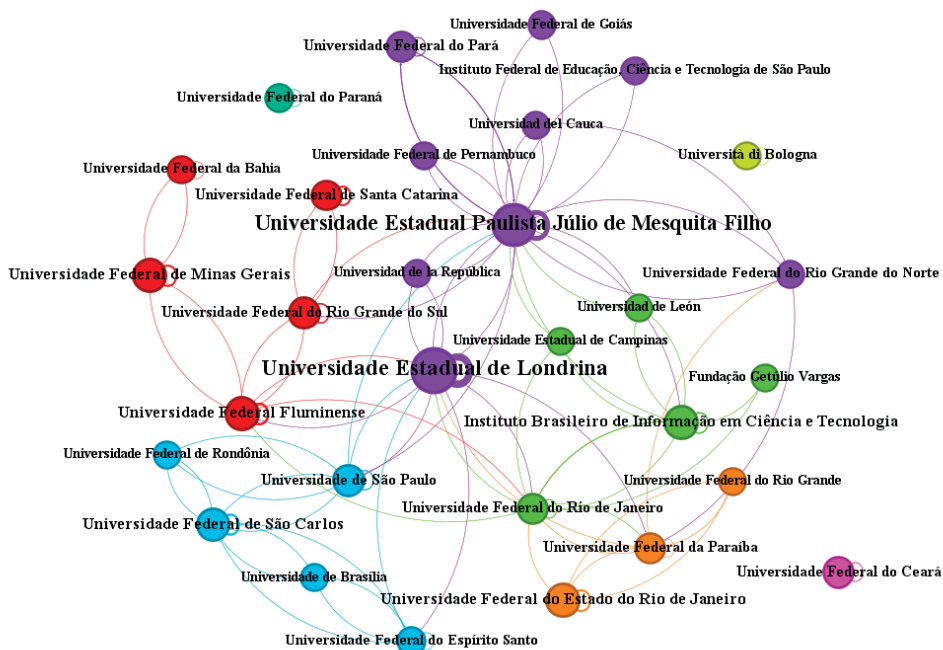 Universidade Federal de Goiás
Universidade Federal do Pará
Instituto Federal de Educação, Ciência e Tecnologia de São Paulo
Universidade Federal do Paraná
Universidad del Cauca
Universidade Federal de Pernambuco
Università di Bologna
Universidade Federal da Bahia
Universidade Federal de Santa Catarina
Universidade Estadual Paulista Júlio de Mesquita Filho
Universidad de la República
Universidade Federal do Rio Grande do Norte
Universidade Federal de Minas Gerais
Universidad de León
Universidade Federal do Rio Grande do Sul
Universidade Estadual de Campinas
Universidade Estadual de Londrina
Fundação Getúlio Vargas
Universidade Federal Fluminense
Instituto Brasileiro de Informação em Ciência e Tecnologia
Universidade Federal de Rondônia
Universidade de São Paulo
Universidade Federal do Rio Grande
Universidade Federal do Rio de Janeiro
Universidade Federal de São Carlos
Universidade Federal da Paraíba
Universidade Federal do Ceará
Universidade de Brasília
Universidade Federal do Estado do Rio de Janeiro
Universidade Federal do Espírito Santo